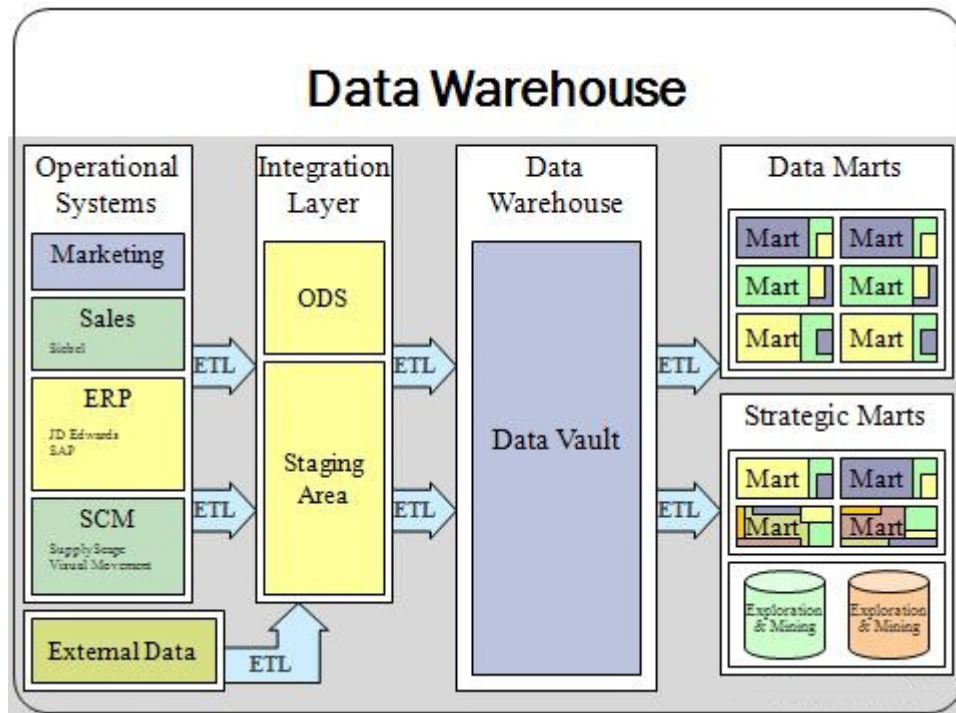 Data Warehouse
Operational
Systems
Marketing
Sales
Siebel
ERP
JD Edwards
SAP
SCM
Visual Movement
External Data
ETL
ETL
ETL
Integration
Layer
ODS
Staging
Area
ETL
ETL
Data
Warehouse
Data Vault
ETL
ETL
Data Marts
Mart
Mart
Mart
Mart
Mart
Mart
Strategic Marts
Mart
Mart
Mart
Mart
Exploration
& Mining
Exploration
& Mining